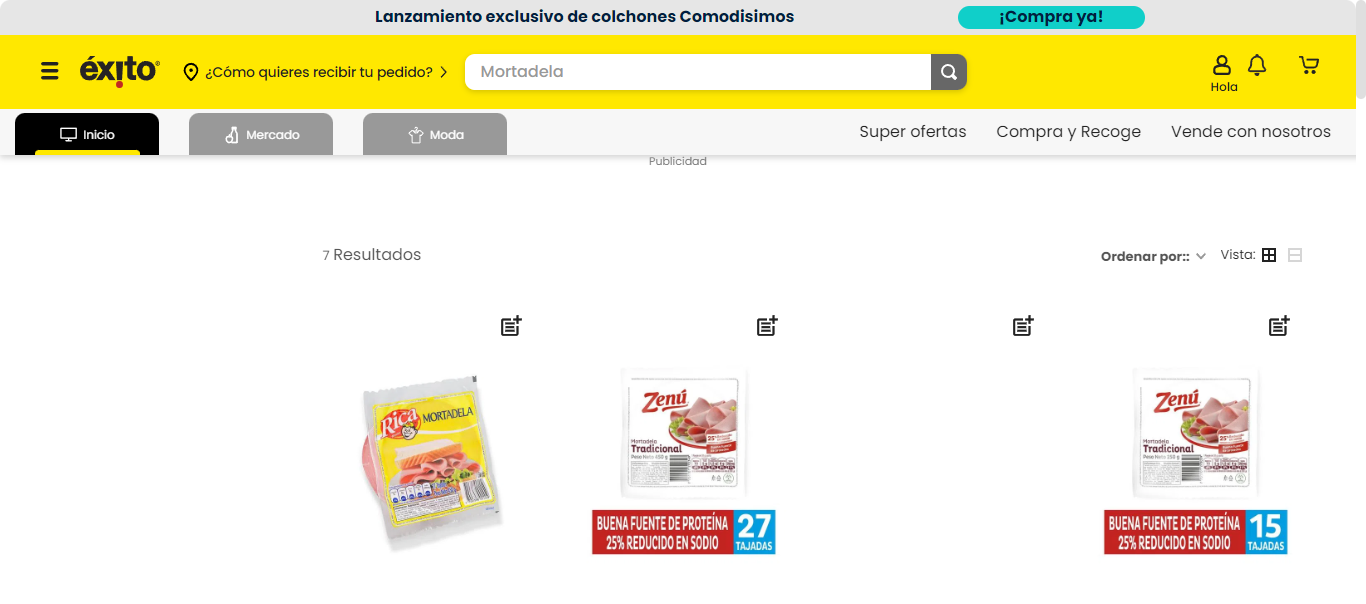 Lanzamiento exclusivo de colchones Comodisimos
¡Compra ya!
éxito
¿Cómo quieres recibir tu pedido?
Mortadela
Hola
Inicio
Mercado
Moda
Super ofertas
Compra y Recoge
Vende con nosotros
Publicidad
7 Resultados
Ordenar por::
Vista:
Rica
MORTADELA
Zenú
Mortadela
Tradicional
BUENA FUENTE DE PROTEÍNA
25% REDUCIDO EN SODIO
27
TAJADAS
Zenú
Mortadela
Tradicional
BUENA FUENTE DE PROTEÍNA
25% REDUCIDO EN SODIO
15
TAJADAS